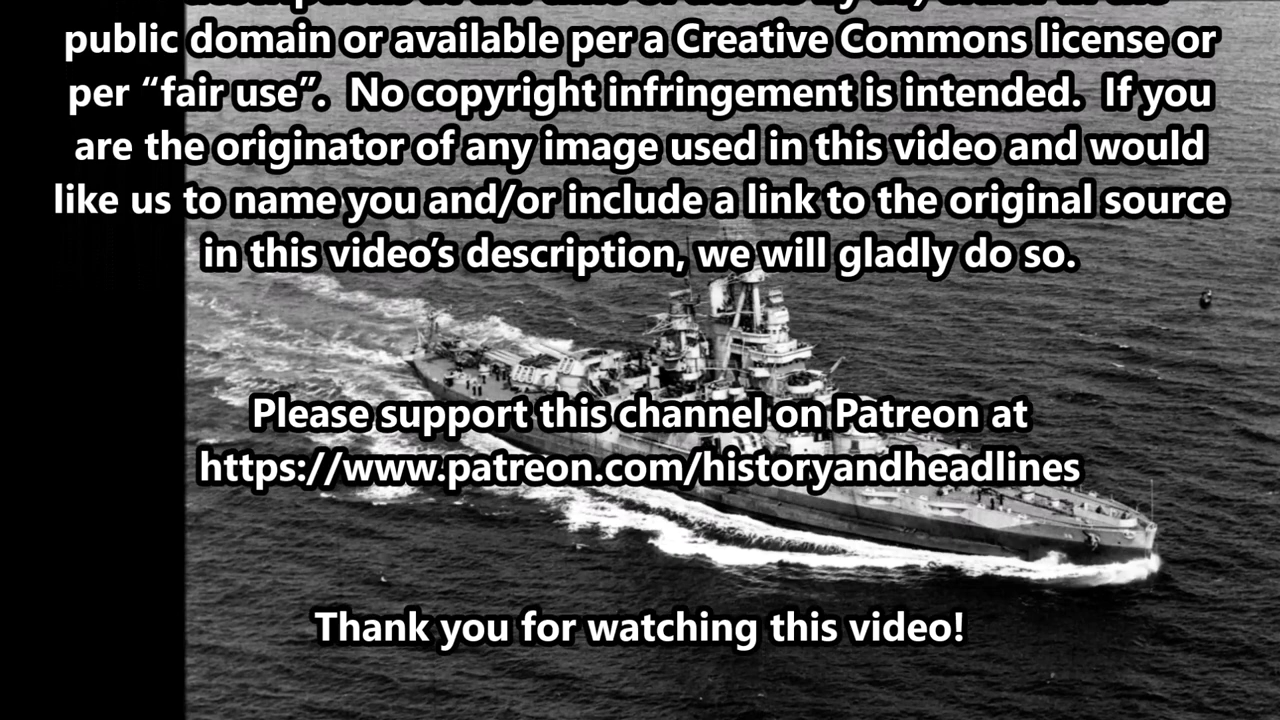 public domain or available per a Creative Commons license or
per “fair use”.  No copyright infringement is intended.  If you
are the originator of any image used in this video and would
like us to name you and/or include a link to the original source
in this video’s description, we will gladly do so.
Please support this channel on Patreon at
https://www.patreon.com/historyandheadlines
Thank you for watching this video!